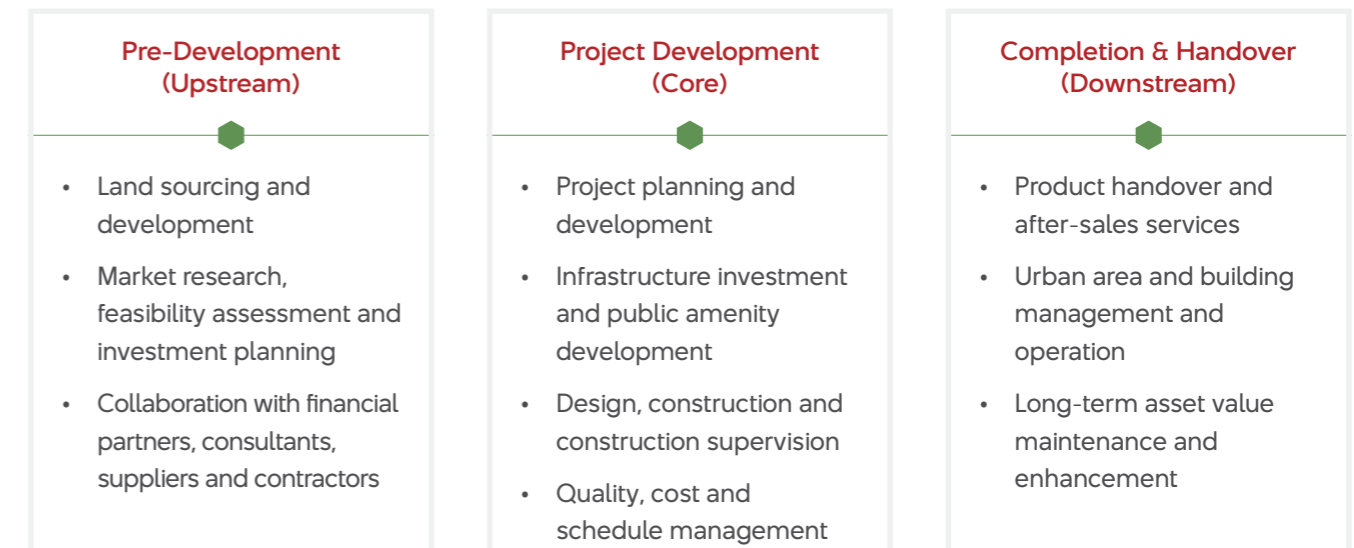 Pre-Development
(Upstream)
• Land sourcing and
development
• Market research,
feasibility assessment and
investment planning
• Collaboration with financial
partners, consultants,
suppliers and contractors
Project Development
(Core)
• Project planning and
development
• Infrastructure investment
and public amenity
development
• Design, construction and
construction supervision
• Quality, cost and
schedule management
Completion & Handover
(Downstream)
• Product handover and
after-sales services
• Urban area and building
management and
operation
• Long-term asset value
maintenance and
enhancement